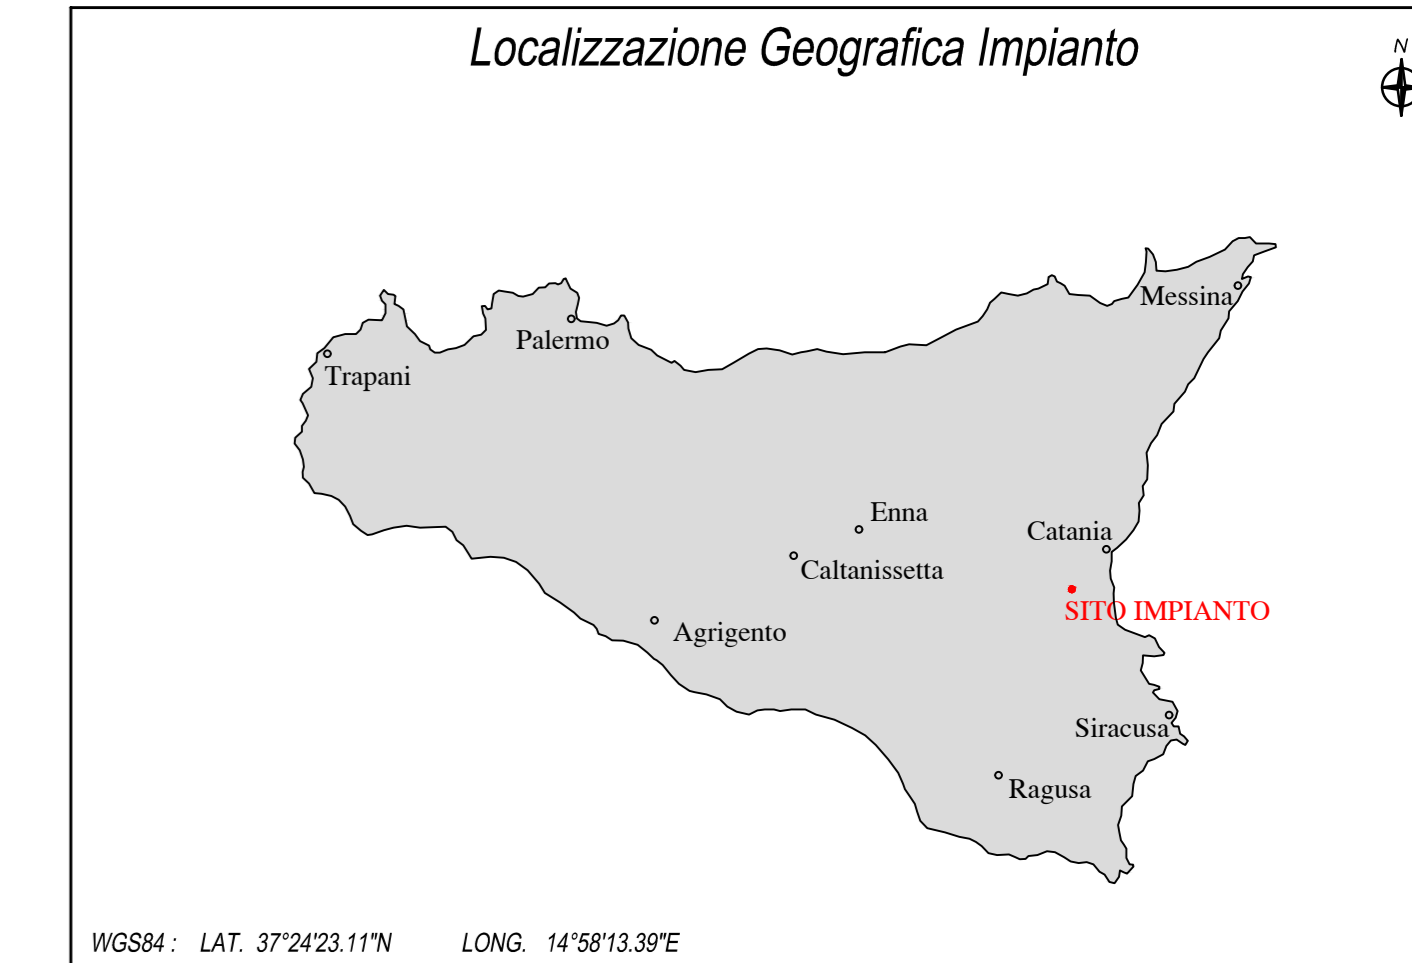 Localizzazione Geografica Impianto
N
Messina
Palermo
Trapani
Enna
Catania
Caltanissetta
SITO IMPIANTO
Agrigento
Siracusa
Ragusa
WGS84 : LAT. 37°24'23.11"N LONG. 14°58'13.39"E